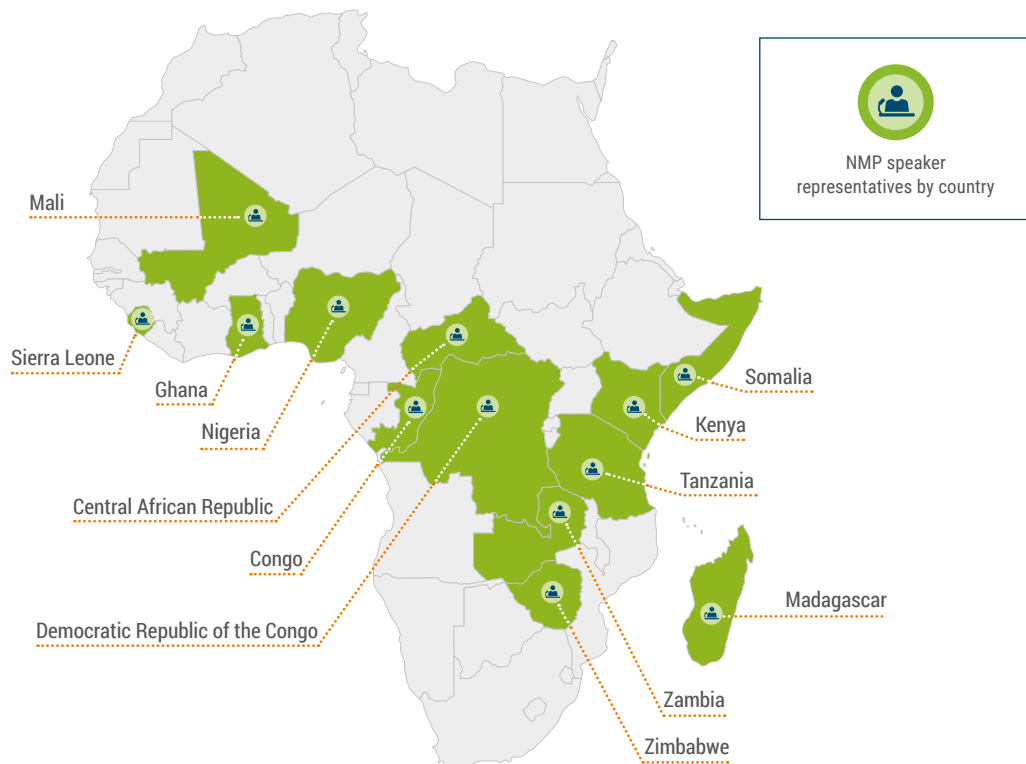 NMP speaker
representatives by country
Mali
Sierra Leone
Ghana
Nigeria
Central African Republic
Congo
Democratic Republic of the Congo
Somalia
Kenya
Tanzania
Madagascar
Zambia
Zimbabwe